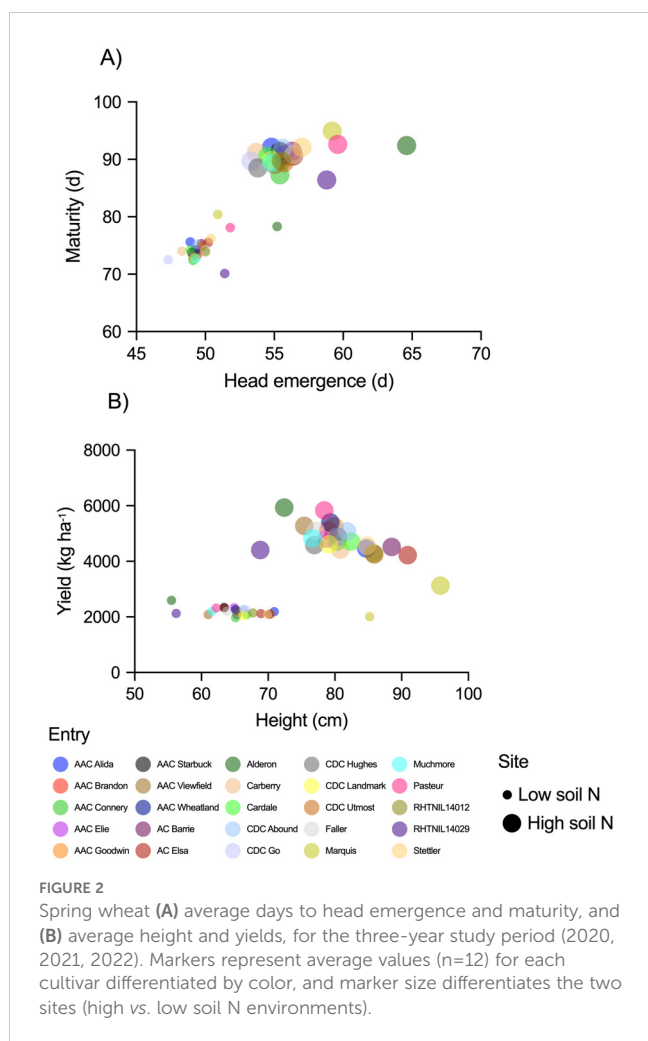 A)
100
90
80
70
60
Maturity (d)
45 50 55 60 65 70
Head emergence (d)
B)
8000
6000
4000
2000
0
Yield (kg ha⁻¹)
50 60 70 80 90 100
Height (cm)
Entry
AAC Alida AAC Starbuck Alderon CDC Hughes Muchmore
AAC Brandon AAC Viewfield Carberry CDC Landmark Pasteur
AAC Connery AAC Wheatland Cardale CDC Utmost RHTNIL14012
AAC Elie AC Barrie CDC Abound Faller RHTNIL14029
AAC Goodwin AC Elsa CDC Go Marquis Stettler
Site
Low soil N
High soil N
FIGURE 2
Spring wheat (A) average days to head emergence and maturity, and
(B) average height and yields, for the three-year study period (2020,
2021, 2022). Markers represent average values (n=12) for each
cultivar differentiated by color, and marker size differentiates the two
sites (high vs. low soil N environments).